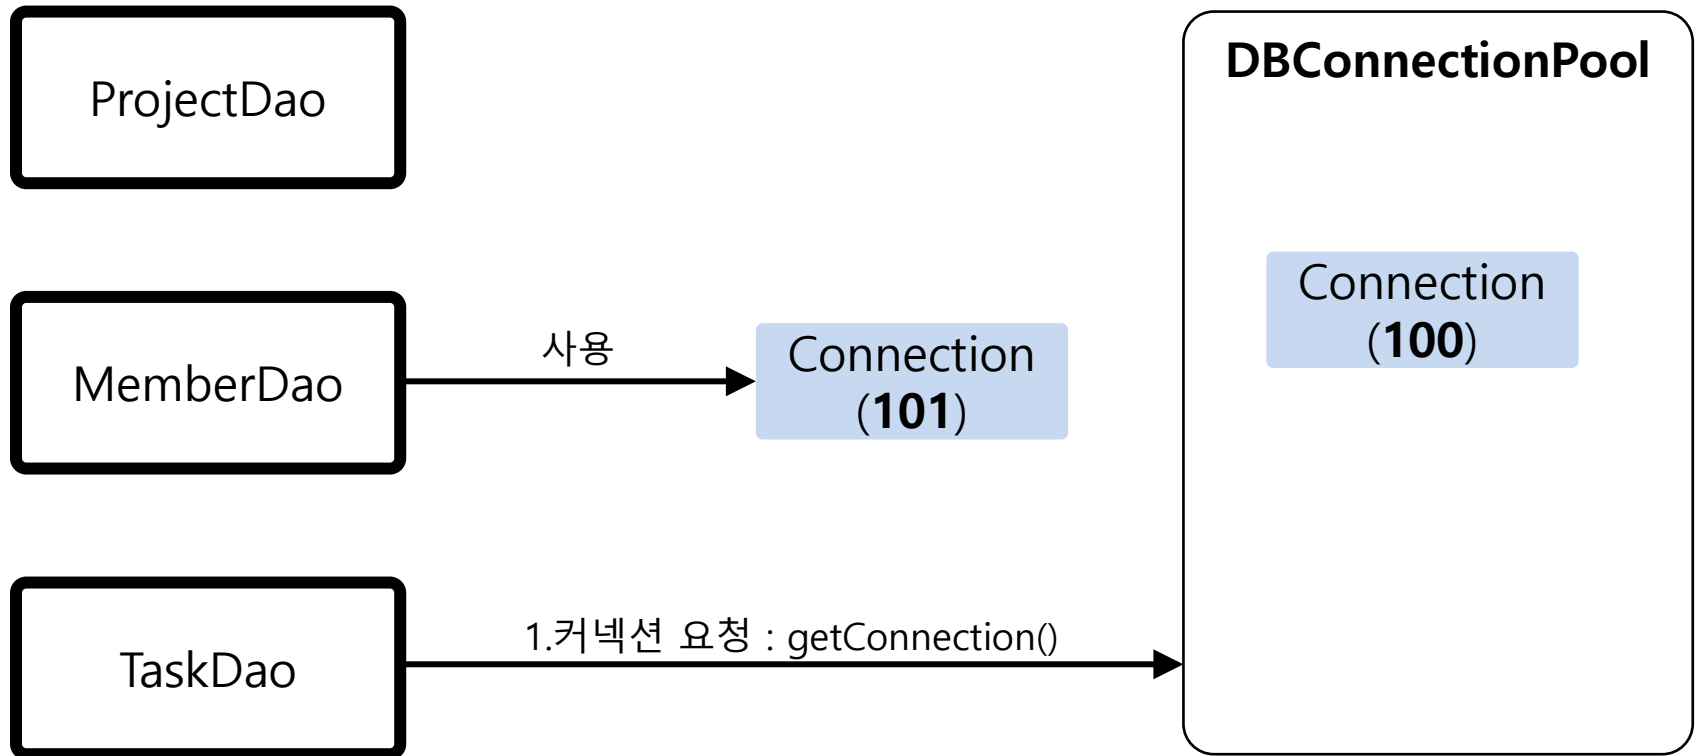 ProjectDao
DBConnectionPool
Connection
(100)
MemberDao
사용
Connection
(101)
TaskDao
1.커넥션 요청 : getConnection()